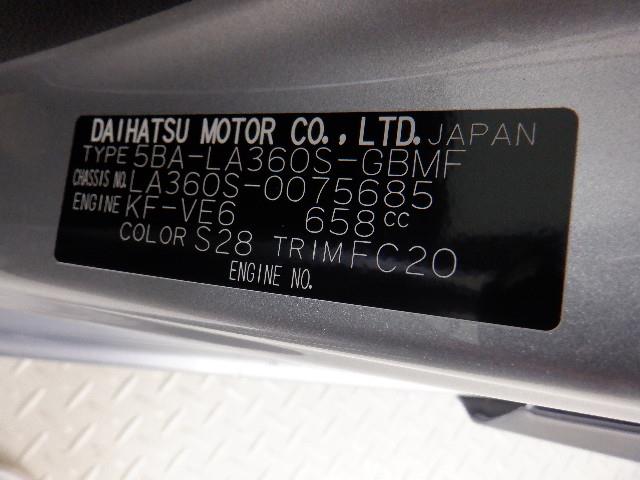 DAIHATSU MOTOR CO., LTD. JAPAN
TYPE 5BA-LA360S-GBMF
CHASSIS NO. LA360S-0075685
ENGINE KF-VE6 658cc
COLOR S28 TRIM FC20
ENGINE NO.